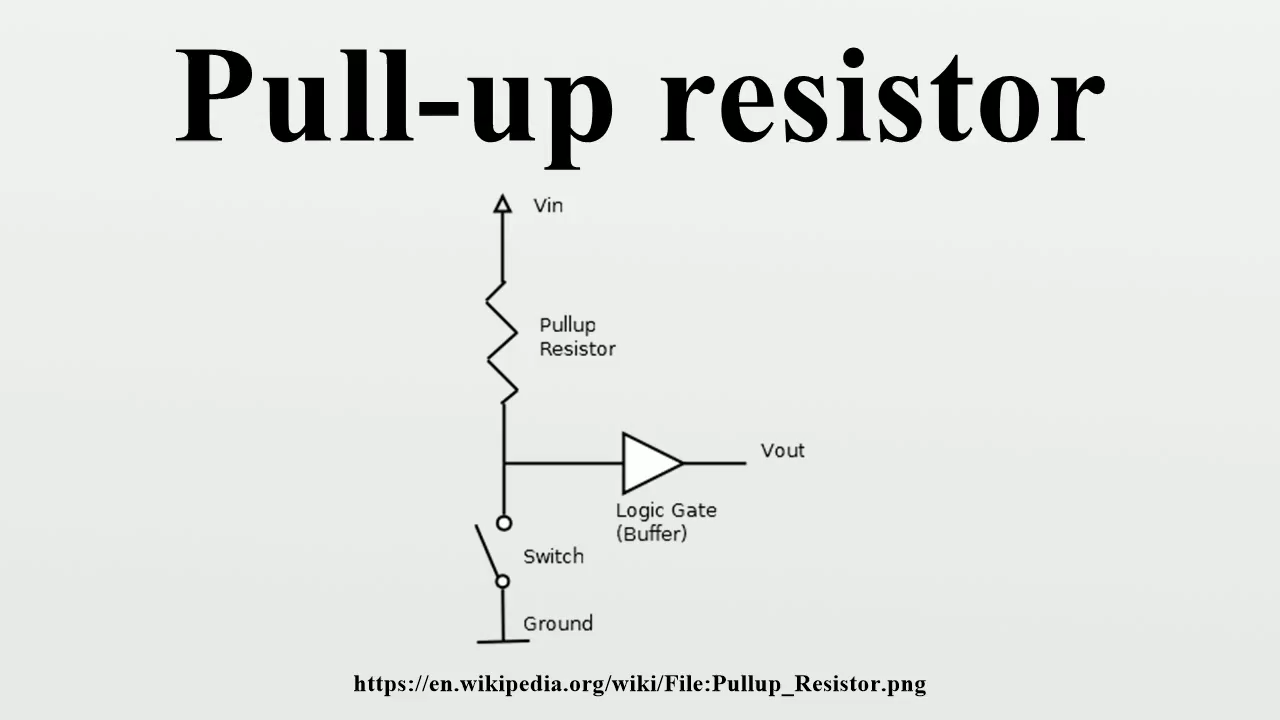 Pull-up resistor
Vin
Pullup
Resistor
Vout
Logic Gate
(Buffer)
Switch
Ground
https://en.wikipedia.org/wiki/File:Pullup_Resistor.png